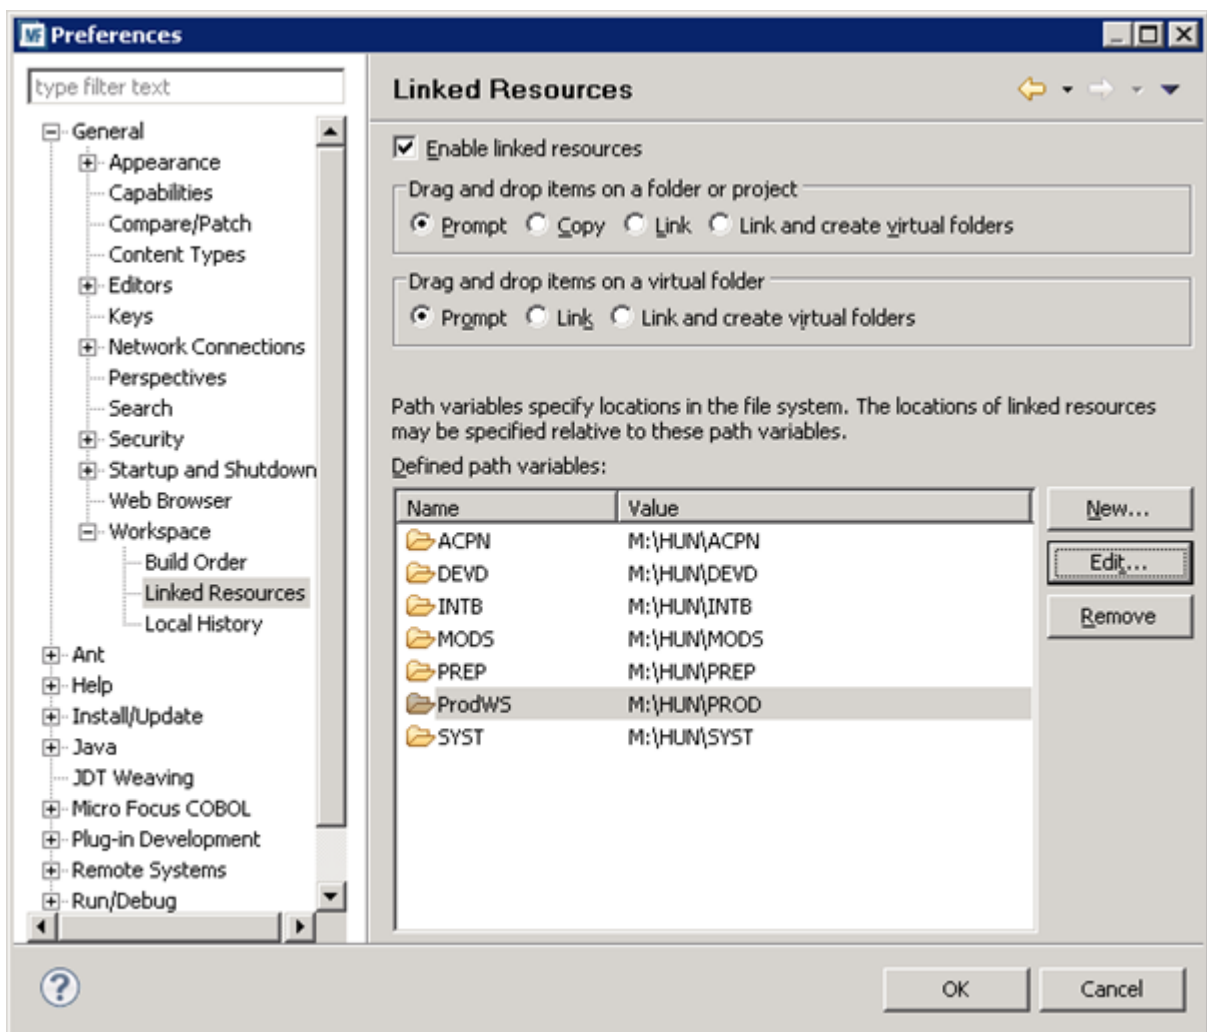 MF Preferences
type filter text
General
Appearance
Capabilities
Compare/Patch
Content Types
Editors
Keys
Network Connections
Perspectives
Search
Security
Startup and Shutdown
Web Browser
Workspace
Build Order
Linked Resources
Local History
Ant
Help
Install/Update
Java
JDT Weaving
Micro Focus COBOL
Plug-in Development
Remote Systems
Run/Debug
Linked Resources
Enable linked resources
Drag and drop items on a folder or project
Prompt Copy Link Link and create virtual folders
Drag and drop items on a virtual folder
Prompt Link Link and create virtual folders
Path variables specify locations in the file system. The locations of linked resources
may be specified relative to these path variables.
Defined path variables:
Name Value
ACPN M:\HUN\ACPN
DEVD M:\HUN\DEVD
INTB M:\HUN\INTB
MODS M:\HUN\MODS
PREP M:\HUN\PREP
ProdWS M:\HUN\PROD
SYST M:\HUN\SYST
New...
Edit...
Remove
?
OK Cancel